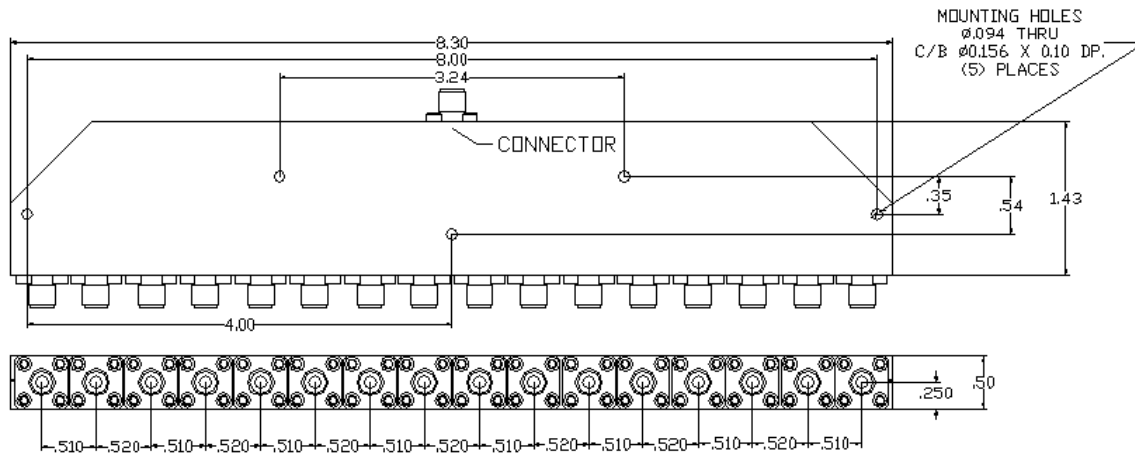 MOUNTING HOLES
Ø.094 THRU
C/B Ø0.156 X 0.10 DP.
(5) PLACES
8.30
8.00
3.24
CONNECTOR
.35
.54
1.43
4.00
.50
.250
.510 .520 .510 .520 .510 .520 .510 .520 .510 .520 .510 .520 .510 .520 .510